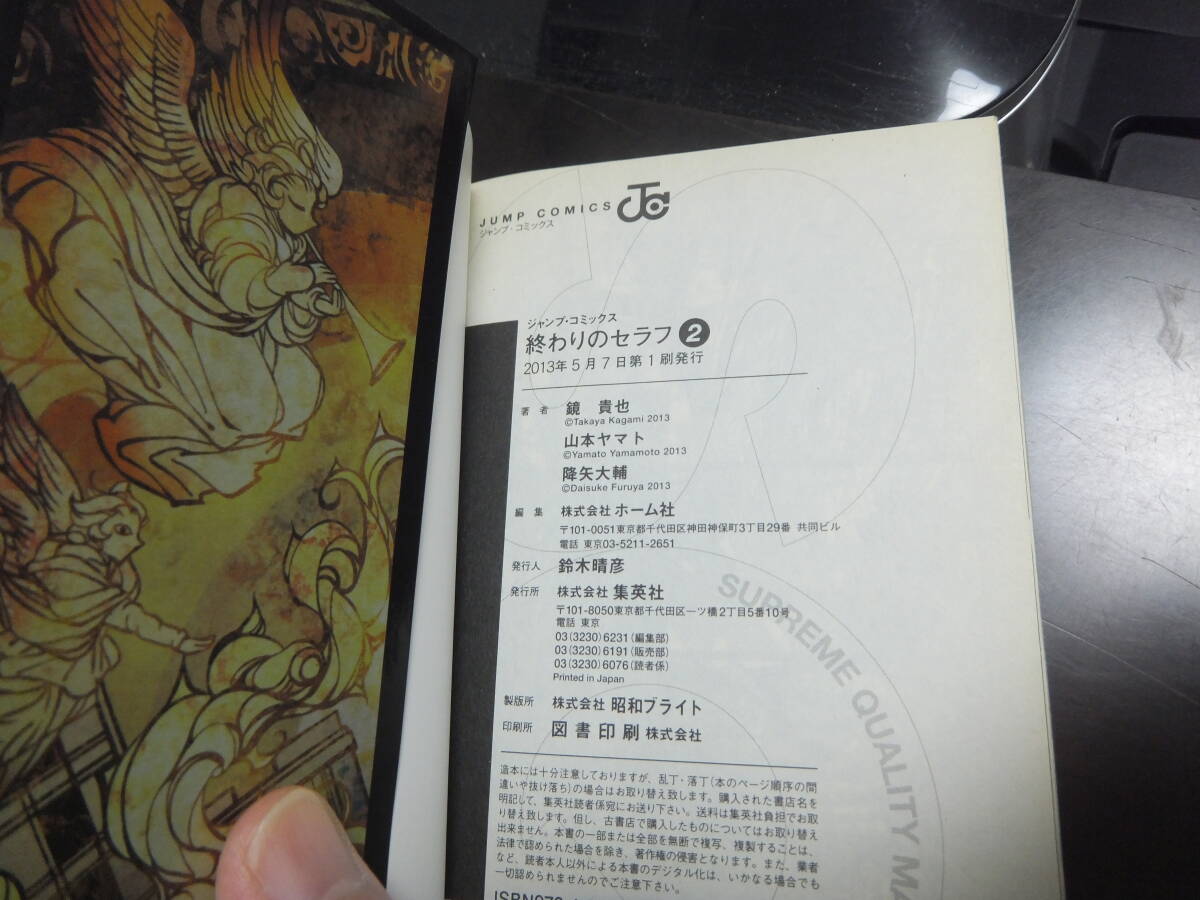 JUMP COMICS
ジャンプ・コミックス
ジャンプ・コミックス
終わりのセラフ 2
2013年5月7日第1刷発行
著者 鏡 貴也
©Takaya Kagami 2013
山本ヤマト
©Yamato Yamamoto 2013
降矢大輔
©Daisuke Furuya 2013
編集 株式会社 ホーム社
〒101-0051東京都千代田区神田神保町3丁目29番 共同ビル
電話 東京03-5211-2651
発行人 鈴木晴彦
発行所 株式会社 集英社
〒101-8050東京都千代田区一ツ橋2丁目5番10号
電話 東京
03(3230)6231(編集部)
03(3230)6191(販売部)
03(3230)6076(読者係)
Printed in Japan
製版所 株式会社 昭和ブライト
印刷所 図書印刷株式会社
造本には十分注意しておりますが、乱丁・落丁(本のページ順序の間
違いや抜け落ち)の場合はお取り替え致します。購入された書店名を
明記して、集英社読者係宛にお送り下さい。送料は集英社負担でお取
り替え致します。但し、古書店で購入したものについてはお取り替え
出来ません。本書の一部または全部を無断で複写、複製することは、
法律で認められた場合を除き、著作権の侵害となります。また、業者
など、読者本人以外による本書のデジタル化は、いかなる場合でも
一切認められませんのでご注意下さい。
SUPREME QUALITY